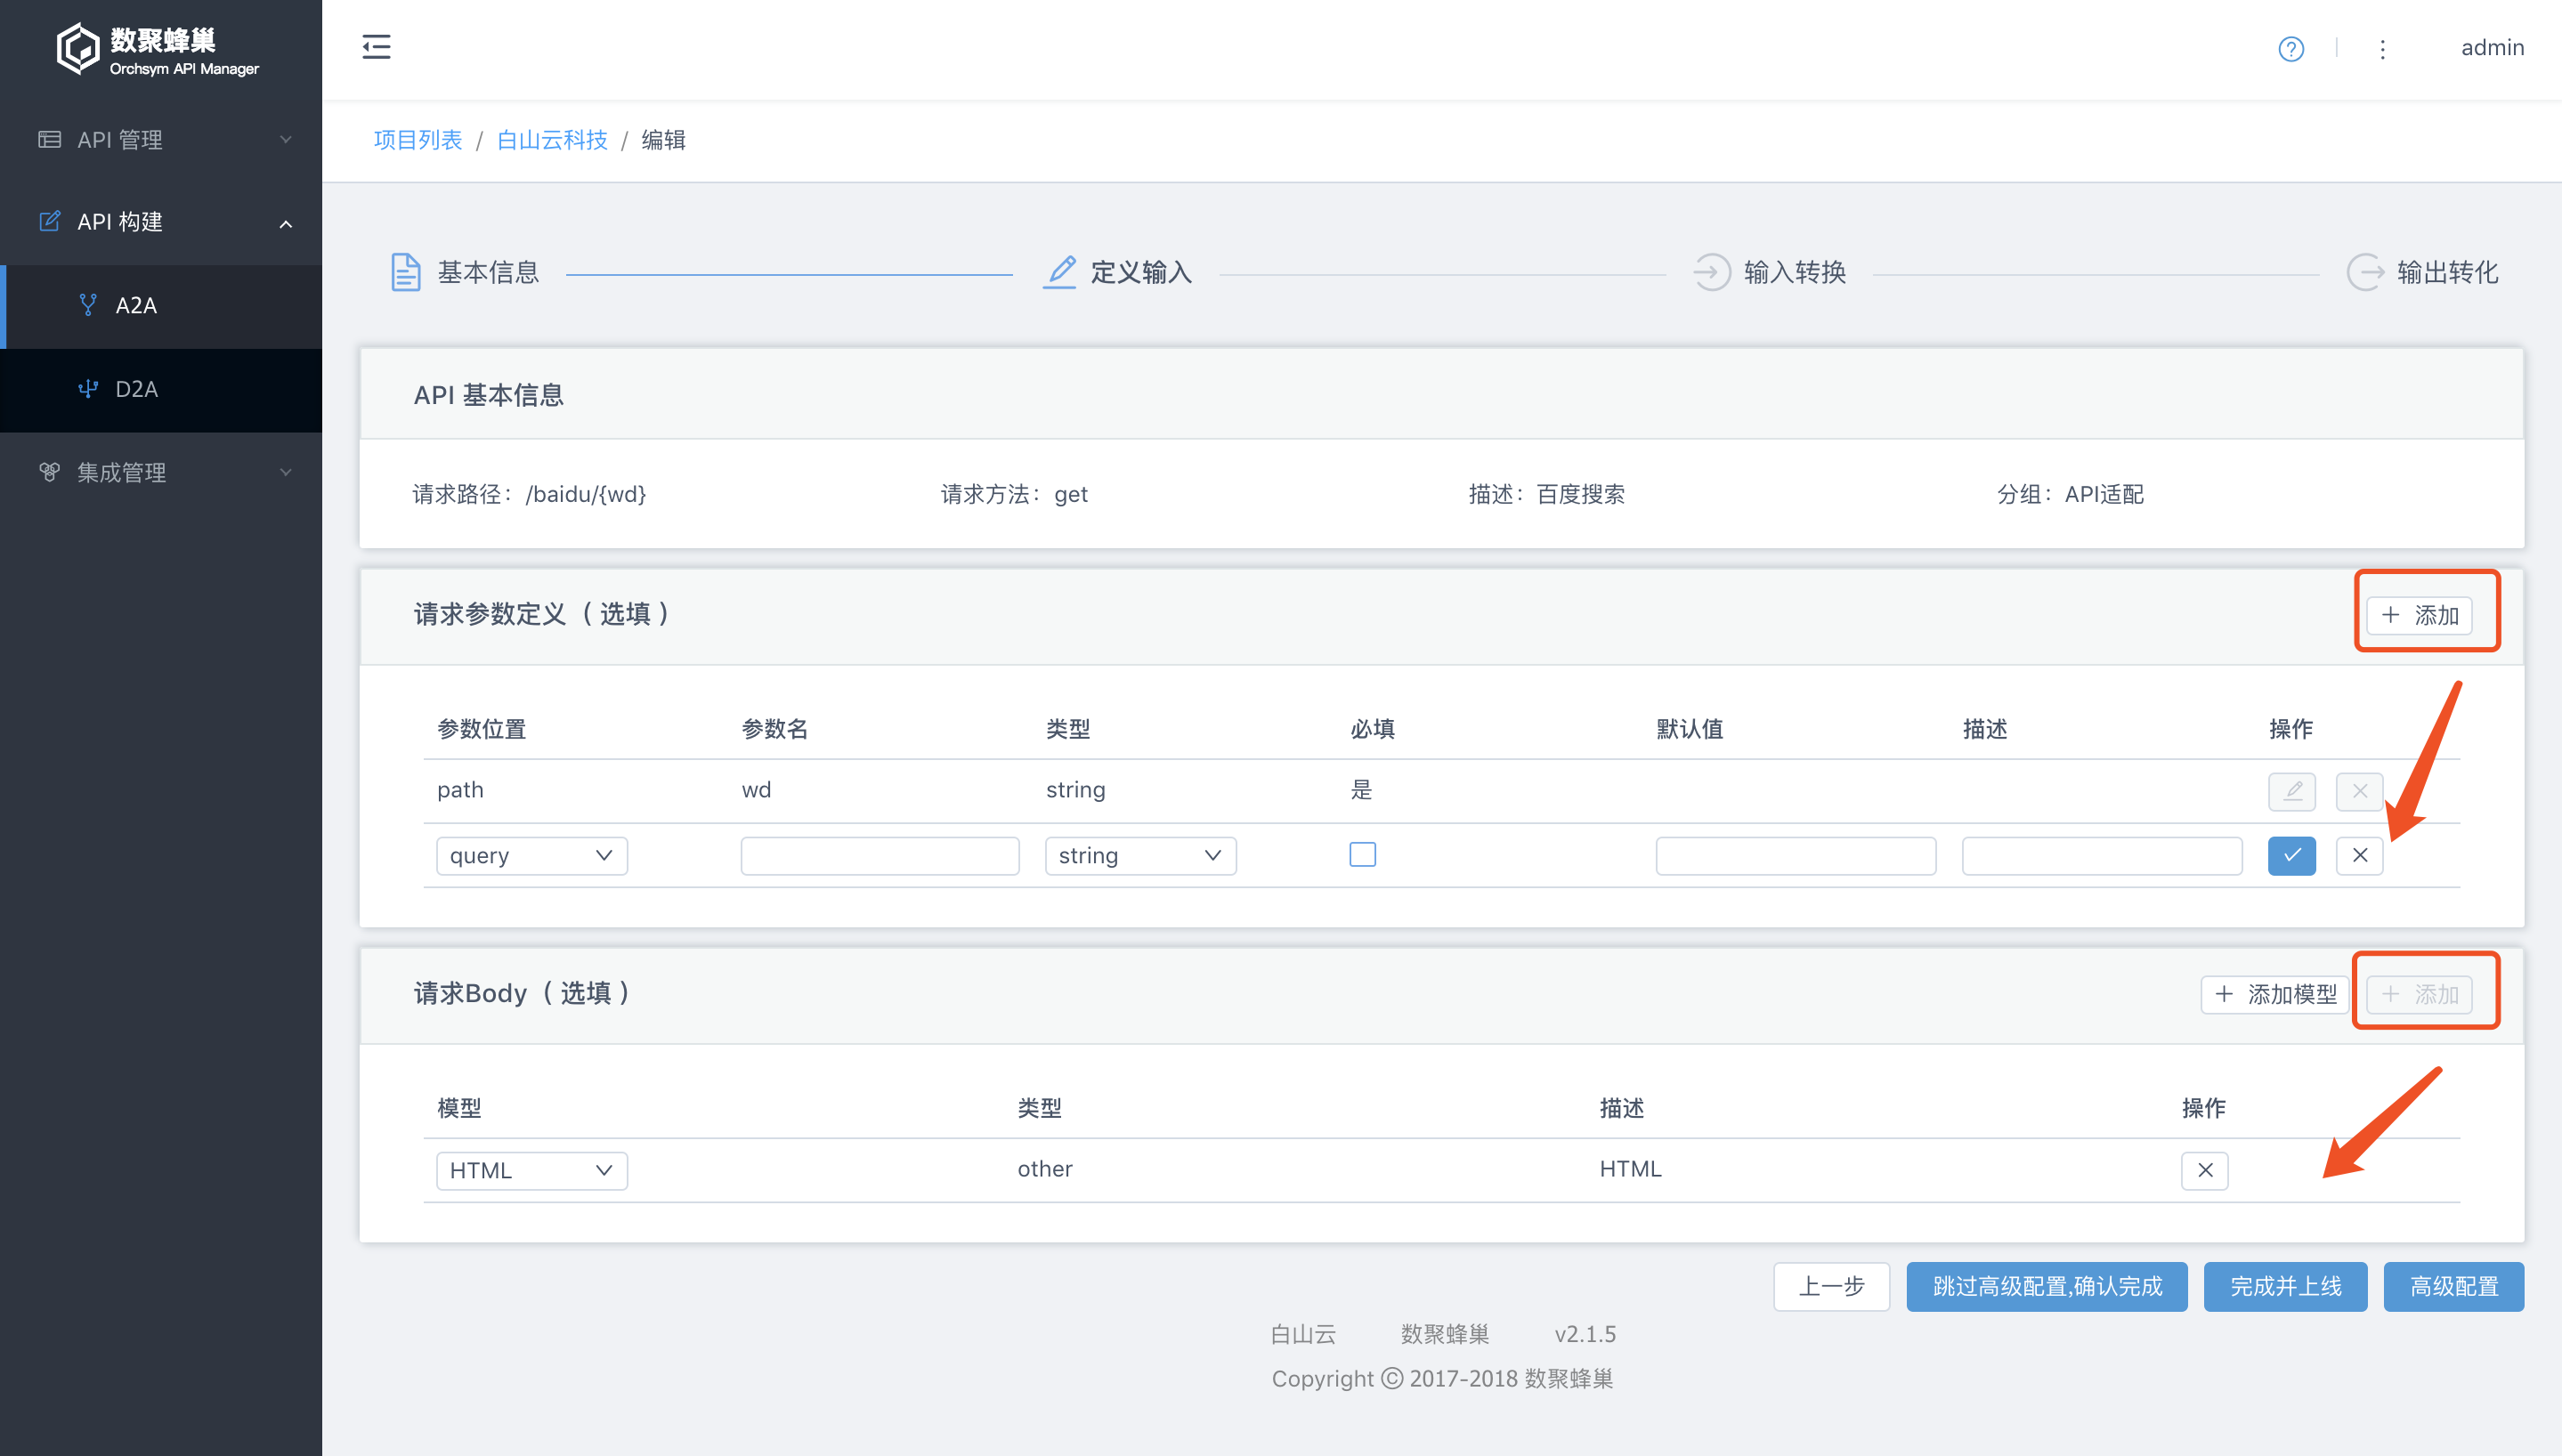 数聚蜂巢
Orchsym API Manager
admin
API 管理
项目列表 / 白山云科技 / 编辑
API 构建
A2A
D2A
集成管理
基本信息
定义输入
输入转换
输出转化
API 基本信息
请求路径：/baidu/{wd}
请求方法：get
描述：百度搜索
分组：API适配
请求参数定义（选填）
+ 添加
参数位置 参数名 类型 必填 默认值 描述 操作
path wd string 是
query string
请求Body（选填）
+ 添加模型
+ 添加
模型 类型 描述 操作
HTML other HTML
上一步
跳过高级配置,确认完成
完成并上线
高级配置
白山云 数聚蜂巢 v2.1.5
Copyright © 2017-2018 数聚蜂巢